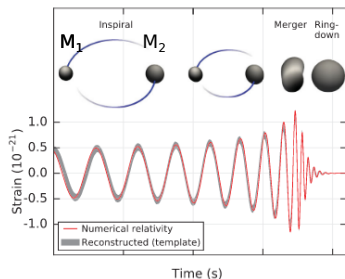 Inspiral
Merger Ring-
down
M₁ M₂
Strain (10⁻²¹)
1.0
0.5
0.0
-0.5
-1.0
Numerical relativity
Reconstructed (template)
Time (s)